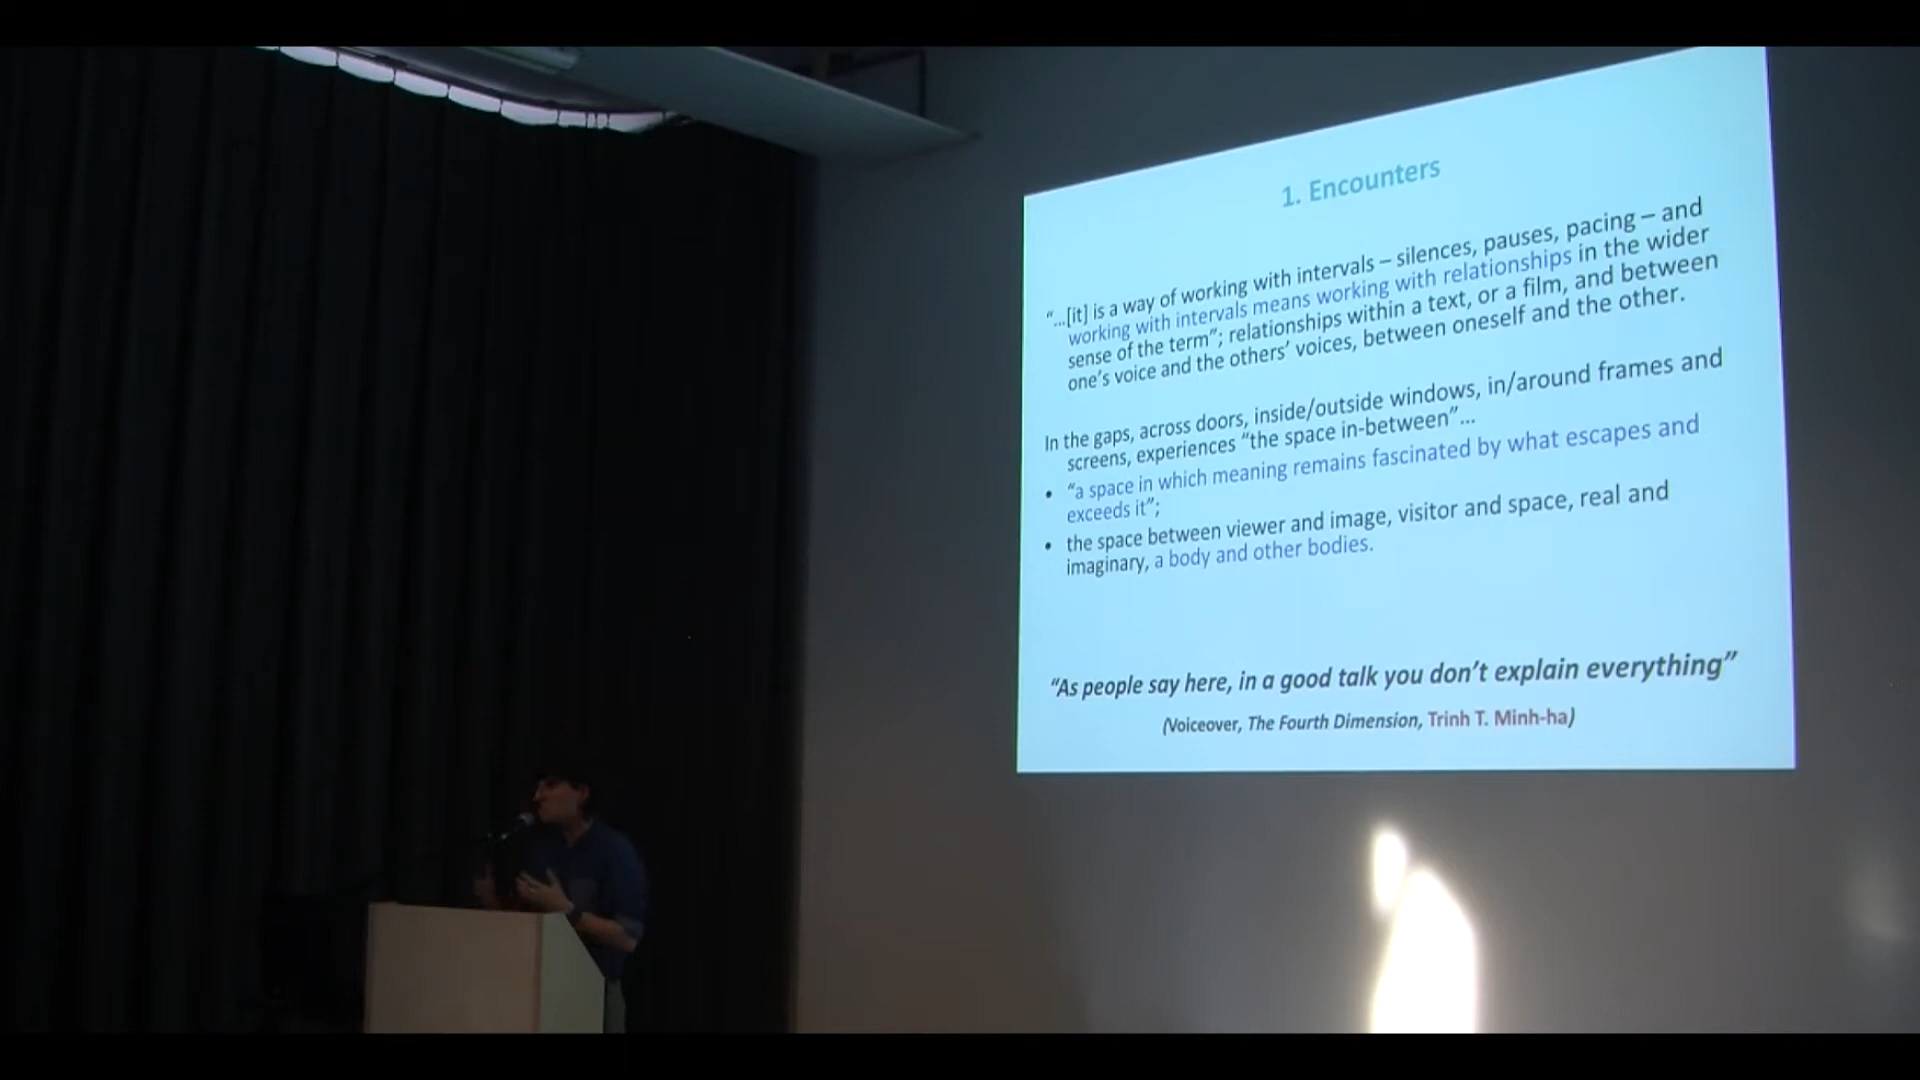 1. Encounters
“…[it] is a way of working with intervals – silences, pauses, pacing – and
working with intervals means working with relationships in the wider
sense of the term”; relationships within a text, or a film, and between
one’s voice and the others’ voices, between oneself and the other.
In the gaps, across doors, inside/outside windows, in/around frames and
screens, experiences “the space in-between”…
• “a space in which meaning remains fascinated by what escapes and
exceeds it”;
• the space between viewer and image, visitor and space, real and
imaginary, a body and other bodies.
“As people say here, in a good talk you don’t explain everything”
(Voiceover, The Fourth Dimension, Trinh T. Minh-ha)